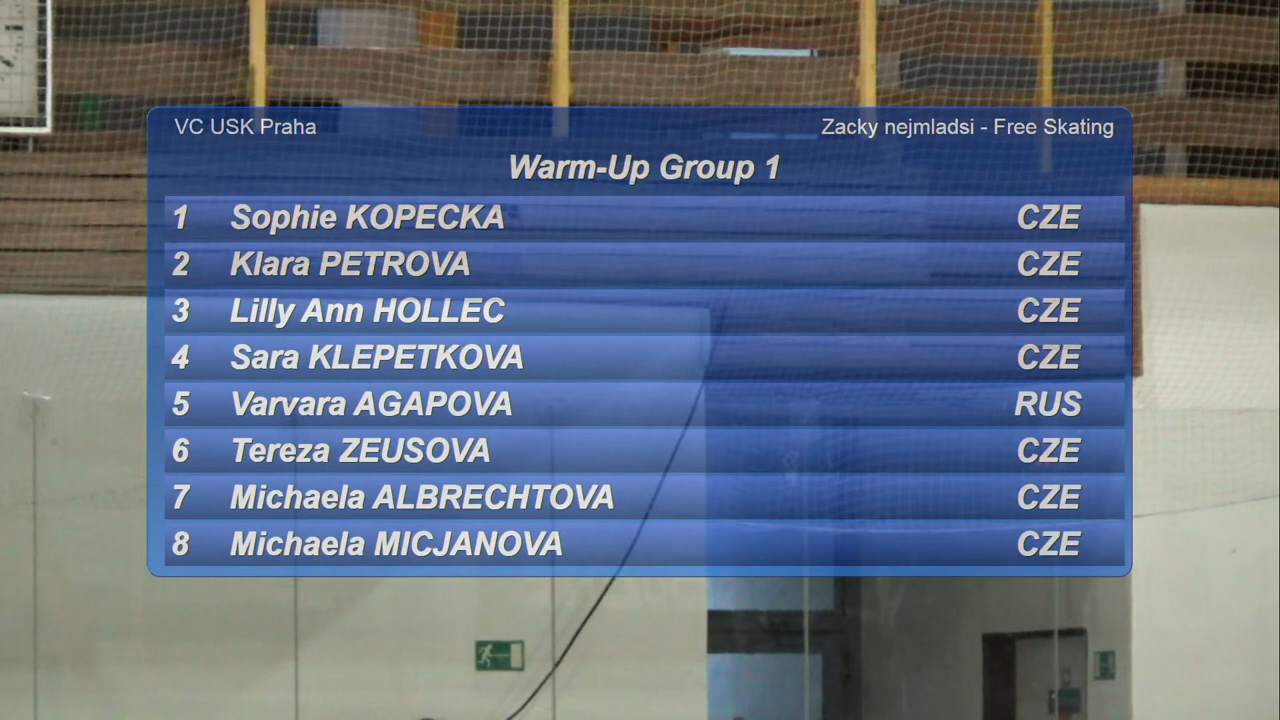 VC USK Praha
Zacky nejmladsi - Free Skating
Warm-Up Group 1
1 Sophie KOPECKA CZE
2 Klara PETROVA CZE
3 Lilly Ann HOLLEC CZE
4 Sara KLEPETKOVA CZE
5 Varvara AGAPOVA RUS
6 Tereza ZEUSOVA CZE
7 Michaela ALBRECHTOVA CZE
8 Michaela MICJANOVA CZE